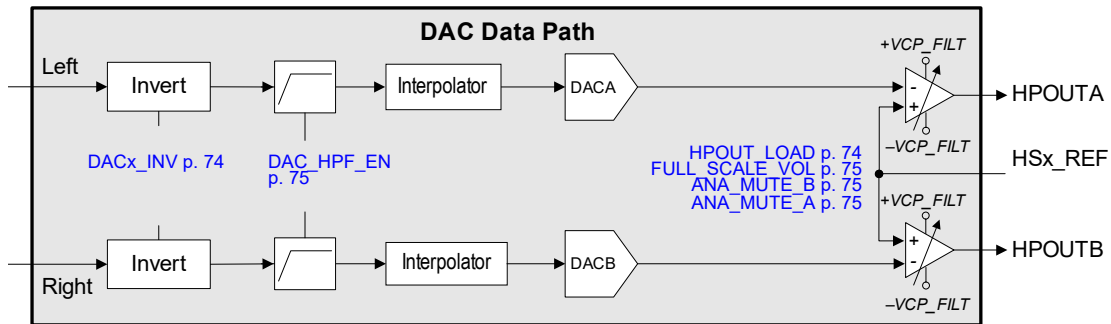 DAC Data Path
+VCP_FILT
Left
Invert
Interpolator
DACA
-
+
HPOUTA
DACx_INV p. 74
DAC_HPF_EN
p. 75
–VCP_FILT
HPOUT_LOAD p. 74
FULL_SCALE_VOL p. 75
ANA_MUTE_B p. 75
ANA_MUTE_A p. 75
HSx_REF
+VCP_FILT
Invert
Interpolator
DACB
+
-
HPOUTB
Right
–VCP_FILT